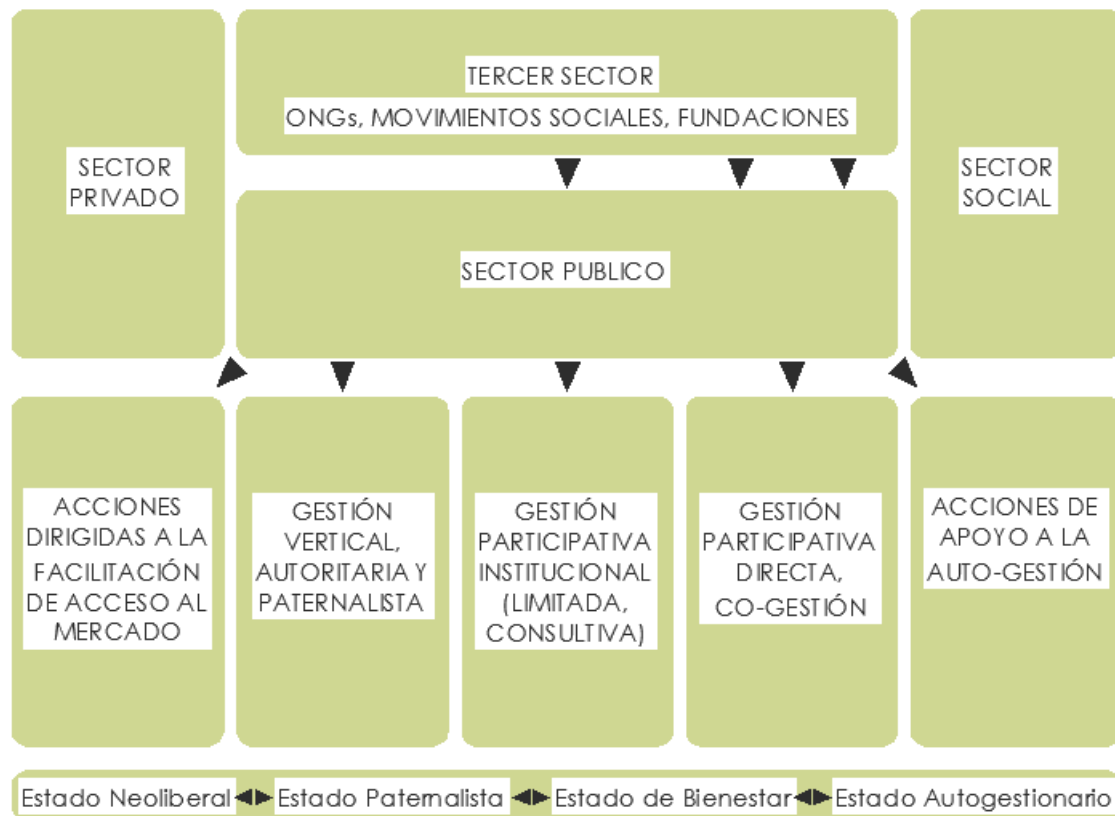 TERCER SECTOR
ONGs, MOVIMIENTOS SOCIALES, FUNDACIONES
SECTOR
PRIVADO
SECTOR
SOCIAL
SECTOR PUBLICO
ACCIONES
DIRIGIDAS A LA
FACILITACIÓN
DE ACCESO AL
MERCADO
GESTIÓN
VERTICAL,
AUTORITARIA Y
PATERNALISTA
GESTIÓN
PARTICIPATIVA
INSTITUCIONAL
(LIMITADA,
CONSULTIVA)
GESTIÓN
PARTICIPATIVA
DIRECTA,
CO-GESTIÓN
ACCIONES DE
APOYO A LA
AUTO-GESTIÓN
Estado Neoliberal Estado Paternalista Estado de Bienestar Estado Autogestionario